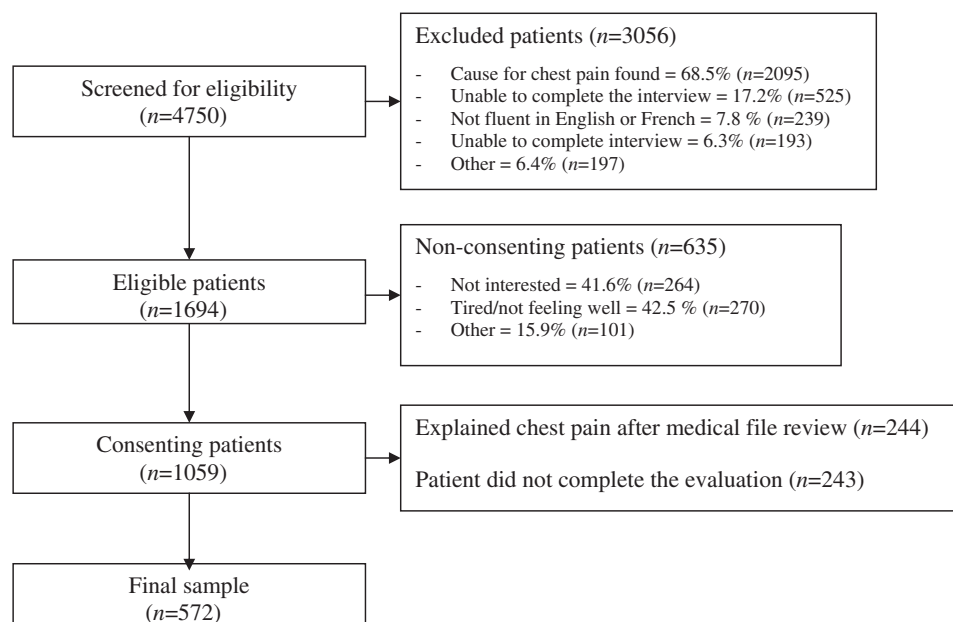 Screened for eligibility
(n=4750)
Excluded patients (n=3056)
- Cause for chest pain found = 68.5% (n=2095)
- Unable to complete the interview = 17.2% (n=525)
- Not fluent in English or French = 7.8 % (n=239)
- Unable to complete interview = 6.3% (n=193)
- Other = 6.4% (n=197)
Eligible patients
(n=1694)
Non-consenting patients (n=635)
- Not interested = 41.6% (n=264)
- Tired/not feeling well = 42.5 % (n=270)
- Other = 15.9% (n=101)
Consenting patients
(n=1059)
Explained chest pain after medical file review (n=244)
Patient did not complete the evaluation (n=243)
Final sample
(n=572)